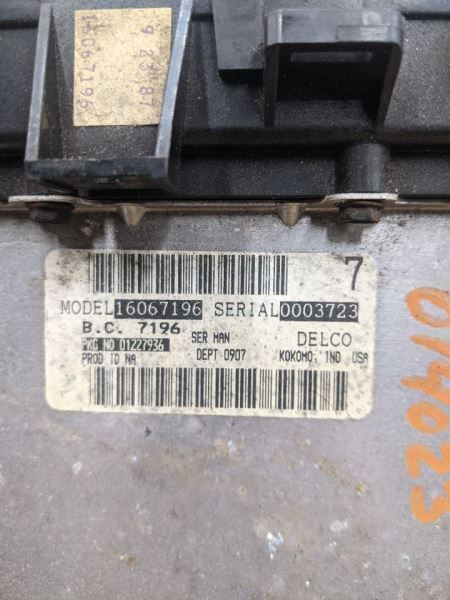 9 23 87
16067196
7
MODEL 16067196 SERIAL 0003723
B.C. 7196 SER MAN DELCO
PKG NO 01227936 DEPT 0907 KOKOMO, IND USA
PROD ID NA
074023